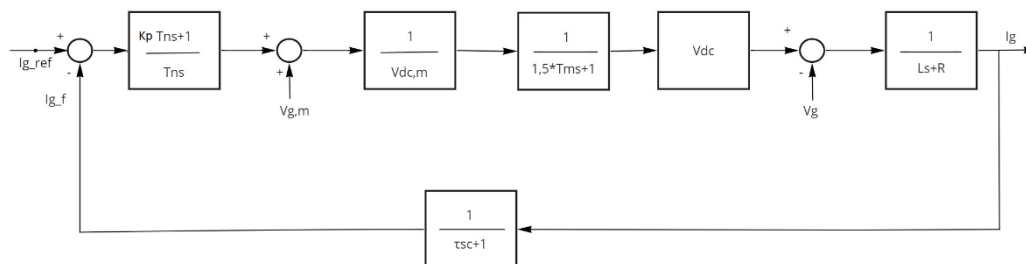 +
Ig_ref
-
Ig_f
Kp Tns+1
Tns
+
+
Vg,m
1
Vdc,m
1
1,5*Tms+1
Vdc
+
-
Vg
1
Ls+R
Ig
1
τsc+1